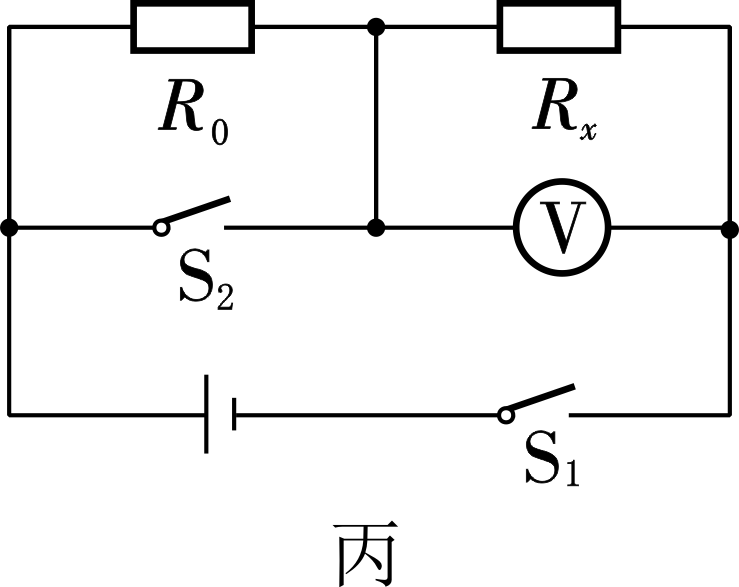 R₀
Rₓ
V
S₂
S₁
丙